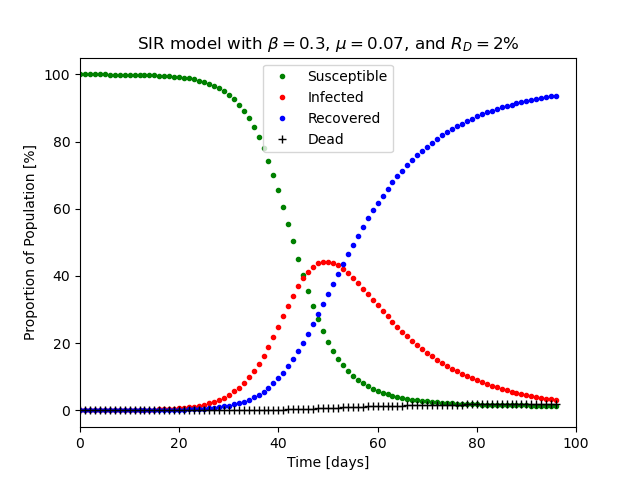 SIR model with β = 0.3, μ = 0.07, and R_D = 2%
Susceptible
Infected
Recovered
Dead
Proportion of Population [%]
100
80
60
40
20
0
0 20 40 60 80 100
Time [days]